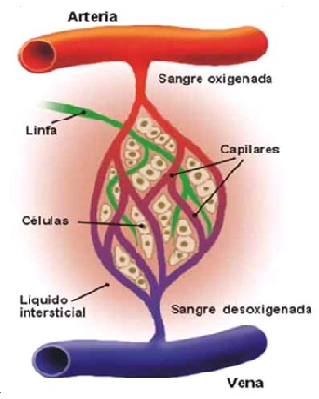 Arteria
Sangre oxigenada
Linfa
Capilares
Células
Líquido
intersticial
Sangre desoxigenada
Vena